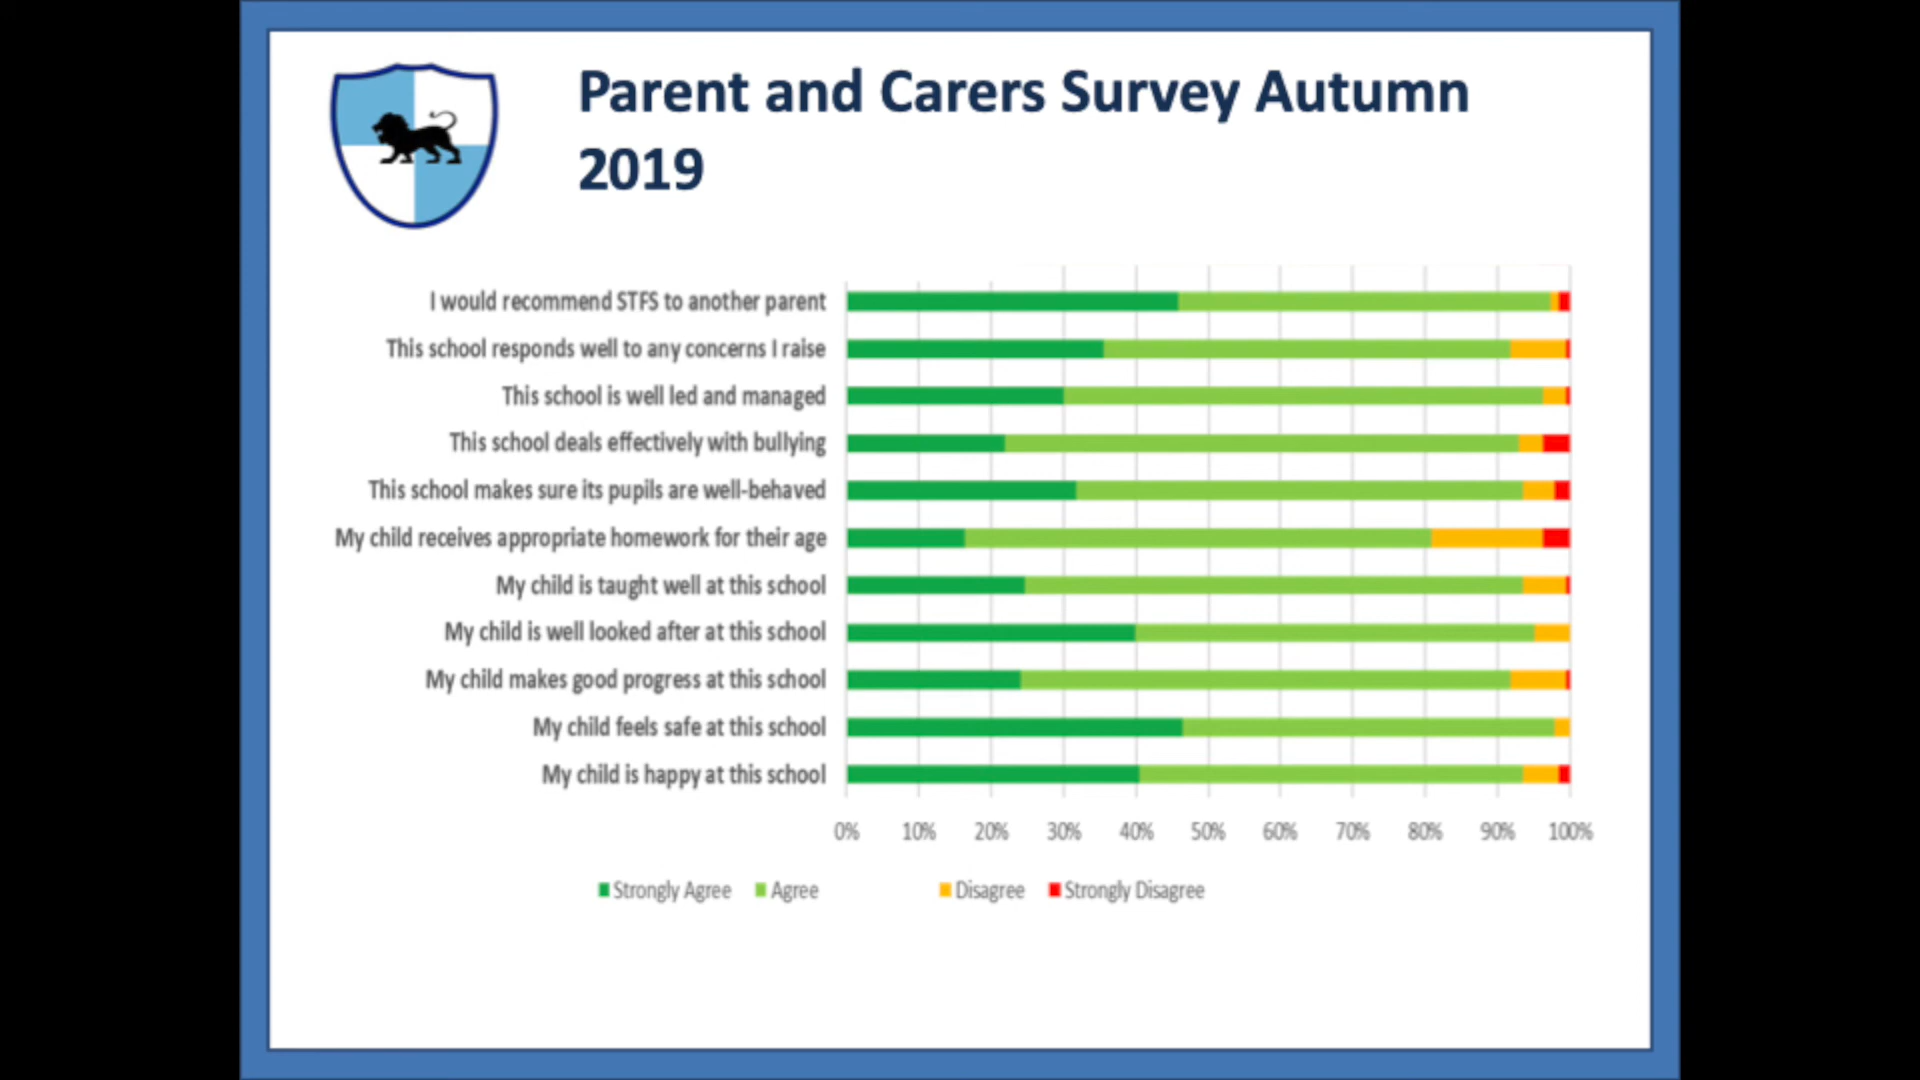 Parent and Carers Survey Autumn
2019
I would recommend STFS to another parent
This school responds well to any concerns I raise
This school is well led and managed
This school deals effectively with bullying
This school makes sure its pupils are well-behaved
My child receives appropriate homework for their age
My child is taught well at this school
My child is well looked after at this school
My child makes good progress at this school
My child feels safe at this school
My child is happy at this school
0% 10% 20% 30% 40% 50% 60% 70% 80% 90% 100%
Strongly Agree Agree Disagree Strongly Disagree